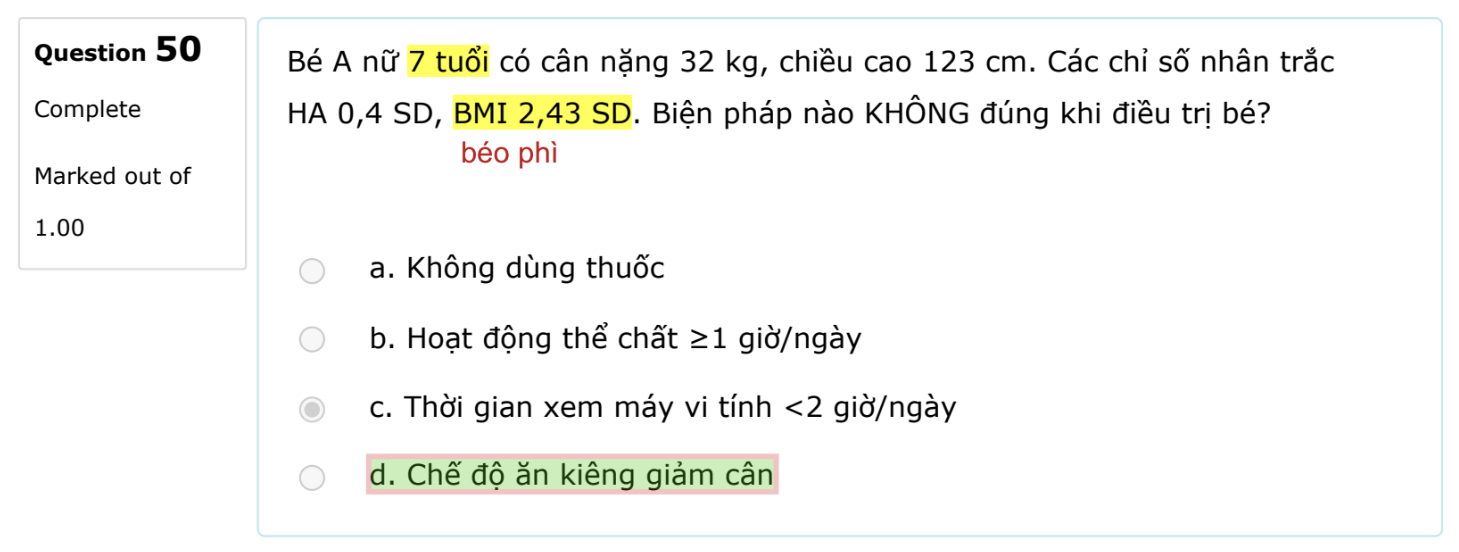 Question 50
Complete
Marked out of
1.00
Bé A nữ 7 tuổi có cân nặng 32 kg, chiều cao 123 cm. Các chỉ số nhân trắc
HA 0,4 SD, BMI 2,43 SD. Biện pháp nào KHÔNG đúng khi điều trị bé?
béo phì
a. Không dùng thuốc
b. Hoạt động thể chất ≥1 giờ/ngày
c. Thời gian xem máy vi tính <2 giờ/ngày
d. Chế độ ăn kiêng giảm cân